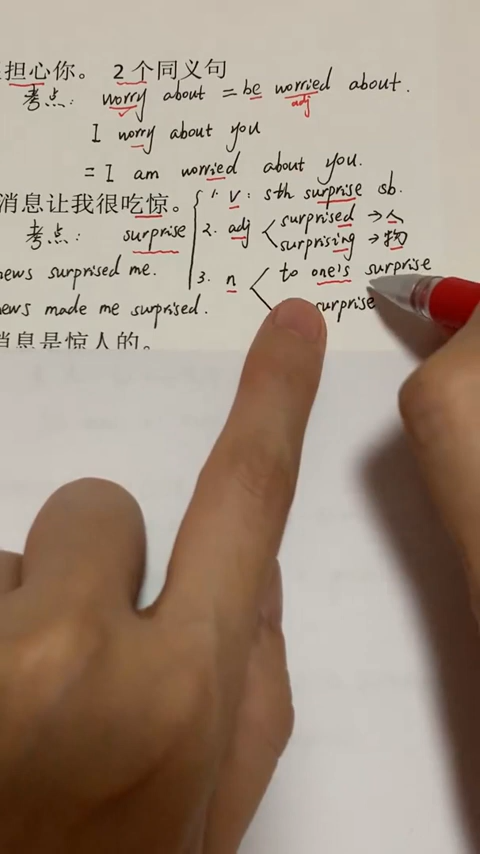 担心你。 2个同义句
考点: worry about = be worried about.
adj
I worry about you
= I am worried about you.
消息让我很吃惊。
1. v: sth surprise sb.
考点: surprise
2. adj surprised → 人
surprising → 物
news surprised me.
3. n to one's surprise
surprise
news made me surprised.
消息是惊人的。